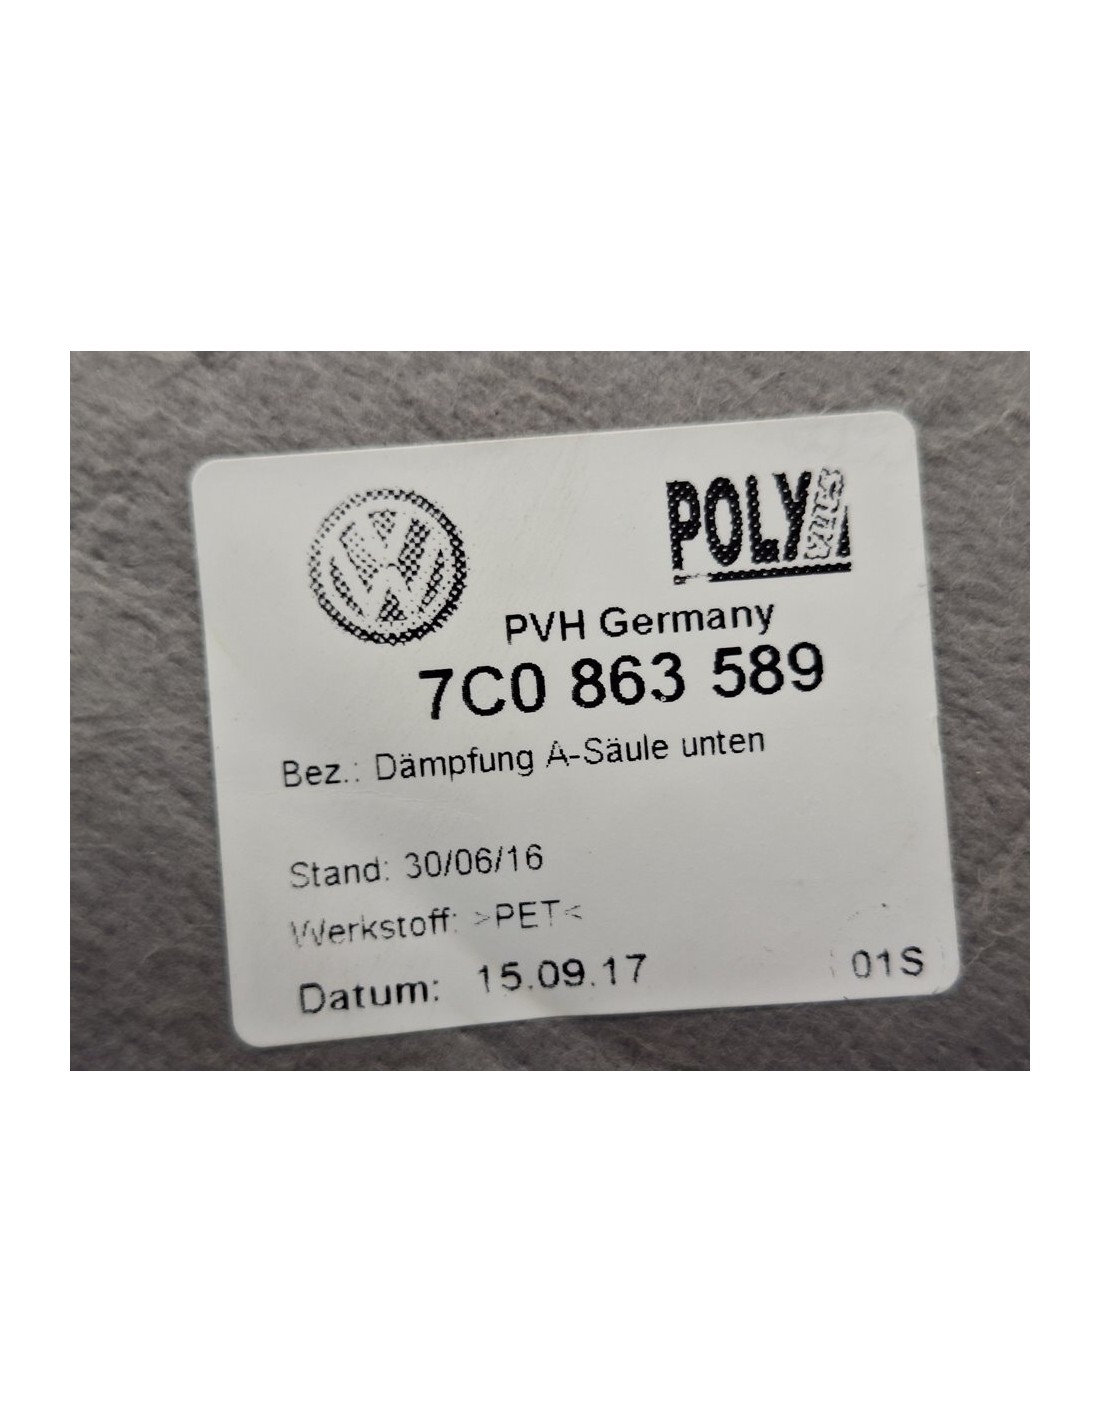 POLY
PVH Germany
7C0 863 589
Bez.: Dämpfung A-Säule unten
Stand: 30/06/16
Werkstoff: >PET<
Datum: 15.09.17 01S